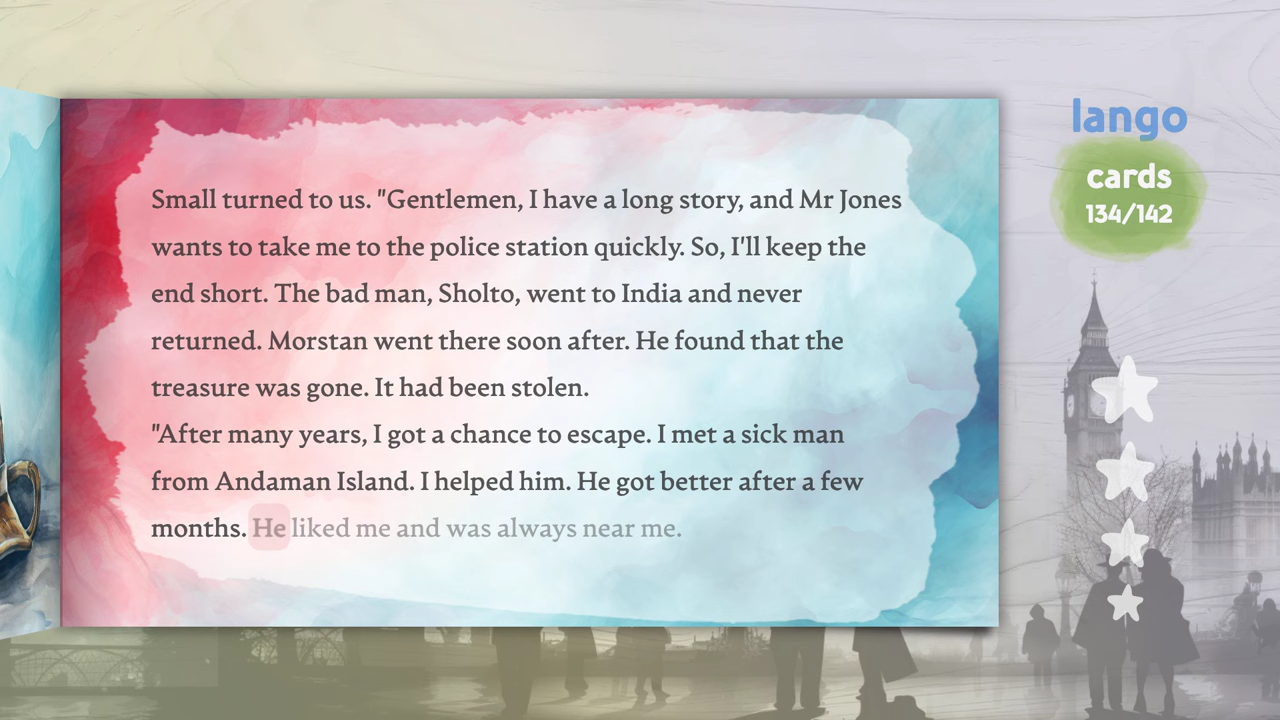 Small turned to us. "Gentlemen, I have a long story, and Mr Jones
wants to take me to the police station quickly. So, I'll keep the
end short. The bad man, Sholto, went to India and never
returned. Morstan went there soon after. He found that the
treasure was gone. It had been stolen.
"After many years, I got a chance to escape. I met a sick man
from Andaman Island. I helped him. He got better after a few
months. He liked me and was always near me.
lango
cards
134/142